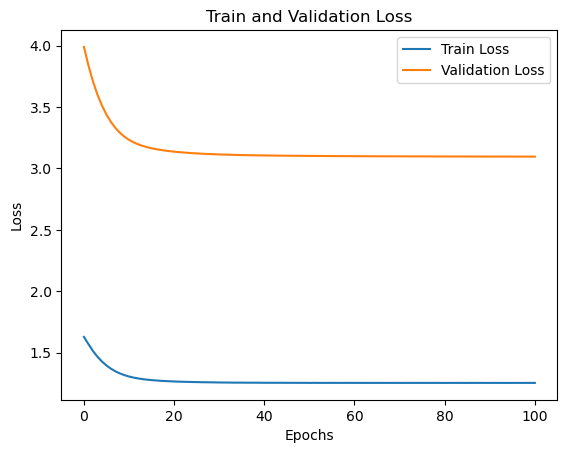 Train and Validation Loss
Train Loss
Validation Loss
4.0
3.5
3.0
2.5
2.0
1.5
Loss
0 20 40 60 80 100
Epochs